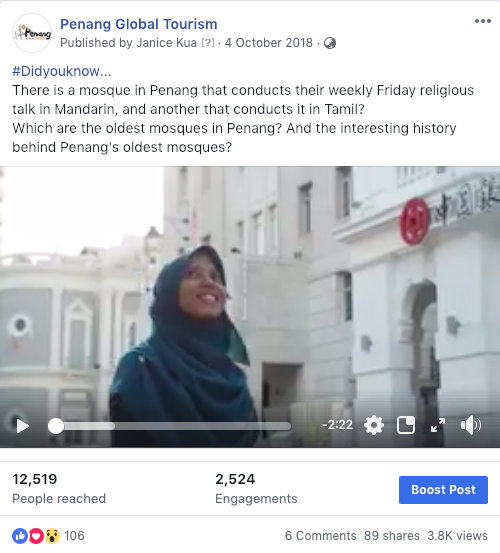 Penang
Penang Global Tourism
Published by Janice Kua [?] · 4 October 2018 ·
#Didyouknow...
There is a mosque in Penang that conducts their weekly Friday religious
talk in Mandarin, and another that conducts it in Tamil?
Which are the oldest mosques in Penang? And the interesting history
behind Penang's oldest mosques?
中国銀
-2:22
12,519
2,524
People reached
Engagements
Boost Post
106
6 Comments 89 shares 3.8K views